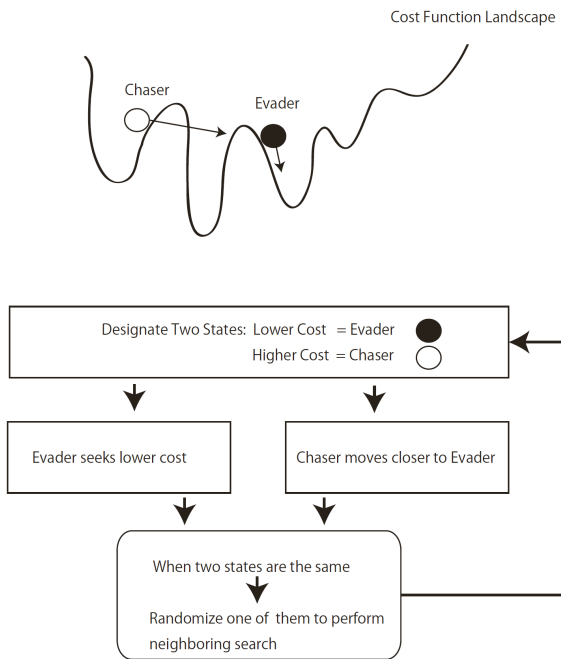 Cost Function Landscape
Chaser
Evader
Designate Two States: Lower Cost = Evader
Higher Cost = Chaser
Evader seeks lower cost
Chaser moves closer to Evader
When two states are the same
Randomize one of them to perform
neighboring search